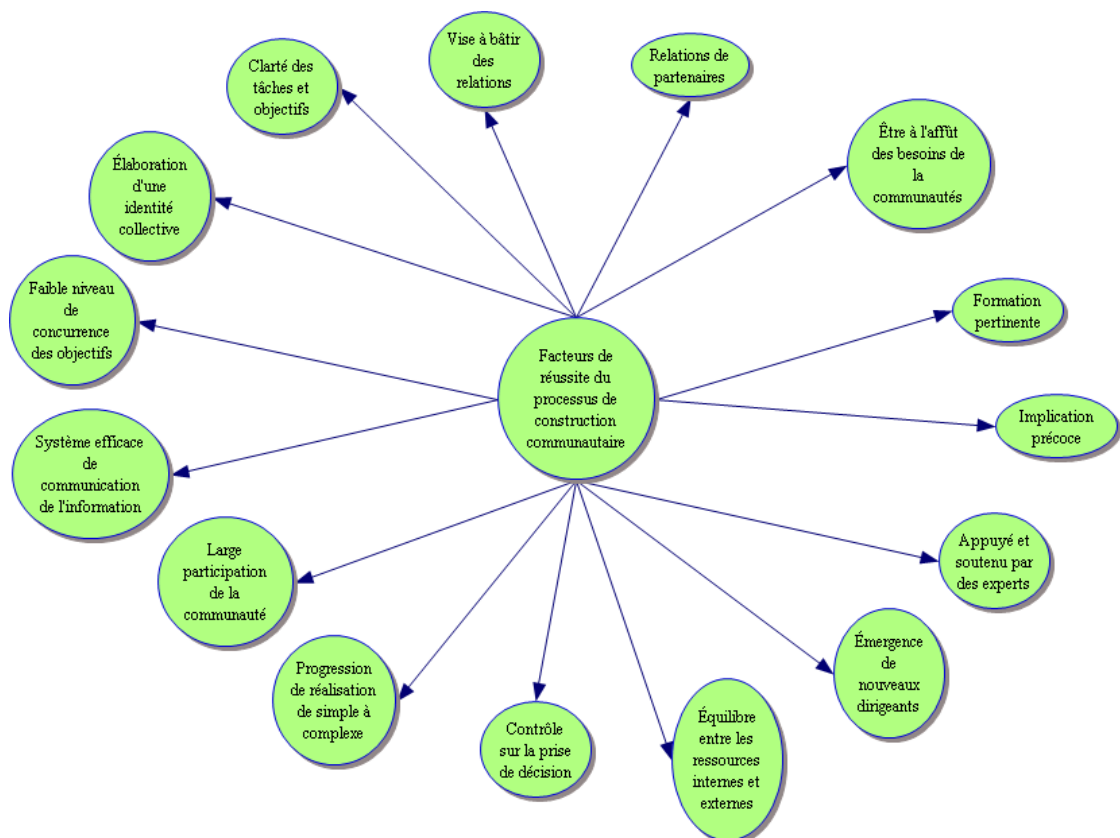 Vise à bâtir
des
relations
Relations de
partenaires
Clarté des
tâches et
objectifs
Être à l'affût
des besoins de
la
communautés
Élaboration
d'une
identité
collective
Faible niveau
de
concurrence
des objectifs
Formation
pertinente
Facteurs de
réussite du
processus de
construction
communautaire
Implication
précoce
Système efficace
de
communication
de l'information
Appuyé et
soutenu par
des experts
Large
participation
de la
communauté
Émergence
de
nouveaux
dirigeants
Progression
de réalisation
de simple à
complexe
Contrôle
sur la prise
de décision
Équilibre
entre les
ressources
internes et
externes